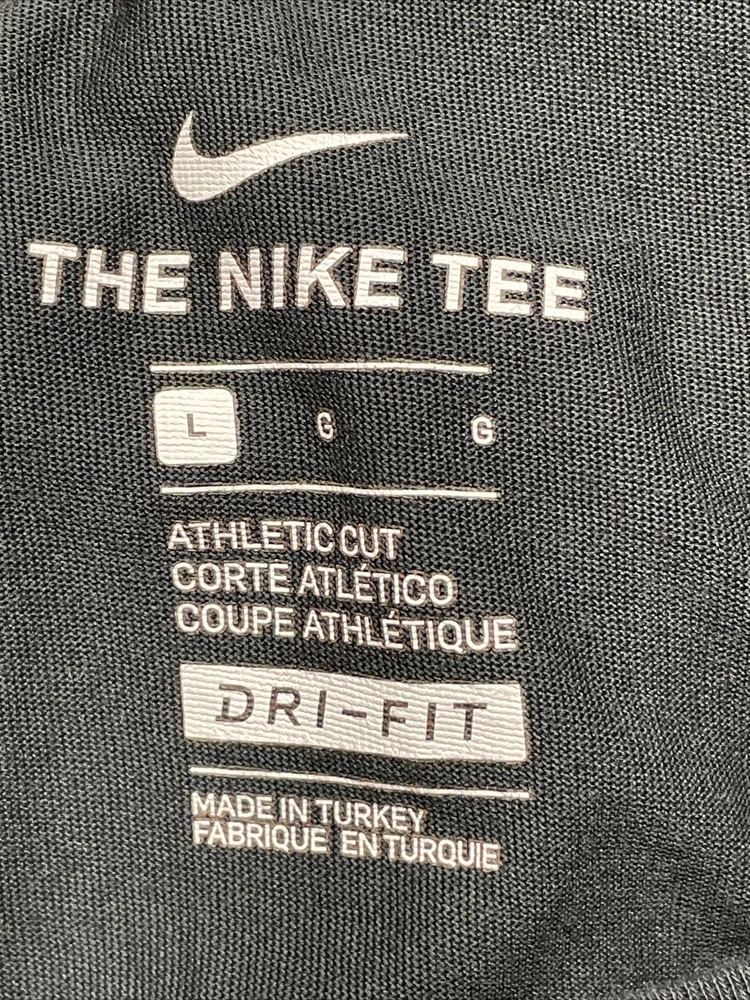 THE NIKE TEE
L G G
ATHLETIC CUT
CORTE ATLÉTICO
COUPE ATHLÉTIQUE
DRI-FIT
MADE IN TURKEY
FABRIQUE EN TURQUIE